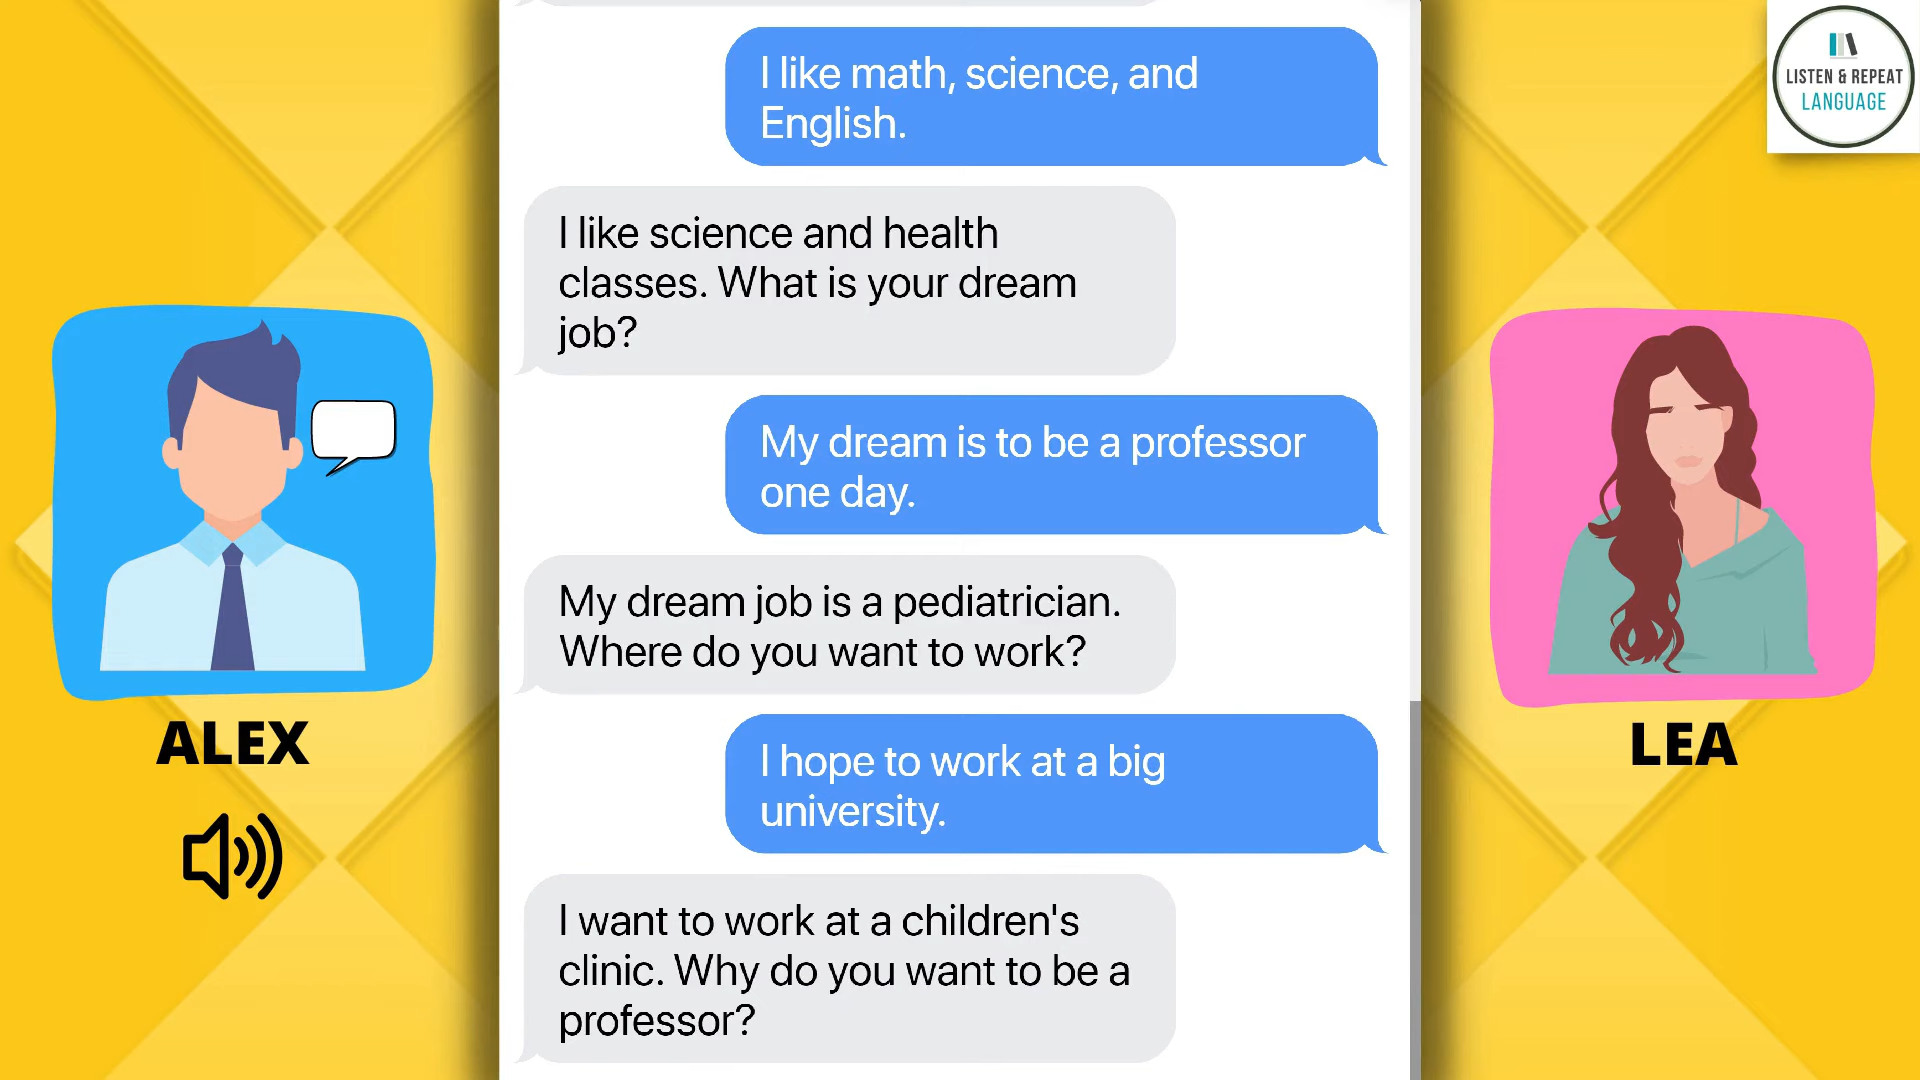 I like math, science, and
English.
I like science and health
classes. What is your dream
job?
My dream is to be a professor
one day.
My dream job is a pediatrician.
Where do you want to work?
I hope to work at a big
university.
I want to work at a children's
clinic. Why do you want to be a
professor?
ALEX
LEA
LISTEN & REPEAT
LANGUAGE